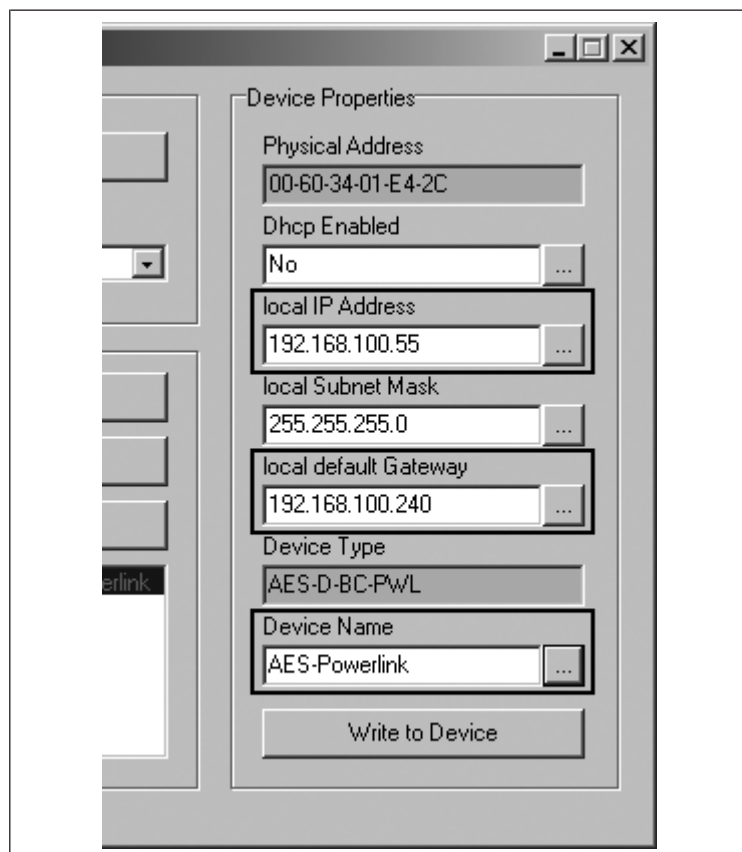 Device Properties
Physical Address
00-60-34-01-E4-2C
Dhcp Enabled
No
...
local IP Address
192.168.100.55
...
local Subnet Mask
255.255.255.0
...
local default Gateway
192.168.100.240
...
Device Type
AES-D-BC-PWL
erlink
Device Name
AES-Powerlink
...
Write to Device